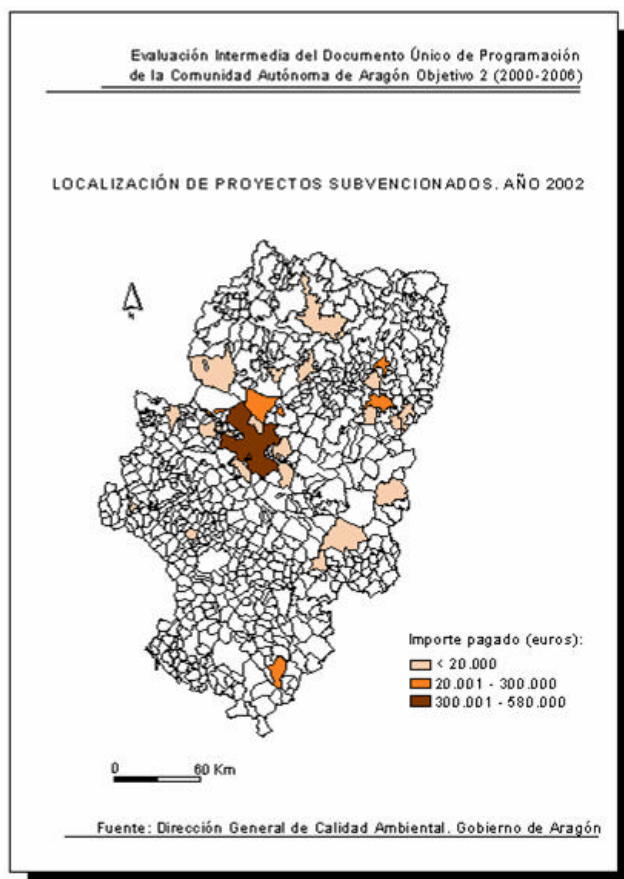 Evaluación Intermedia del Documento Único de Programación
de la Comunidad Autónoma de Aragón Objetivo 2 (2000-2006)
LOCALIZACIÓN DE PROYECTOS SUBVENCIONADOS. AÑO 2002
N
Importe pagado (euros):
< 20.000
20.001 - 300.000
300.001 - 580.000
0 60 Km
Fuente: Dirección General de Calidad Ambiental. Gobierno de Aragón